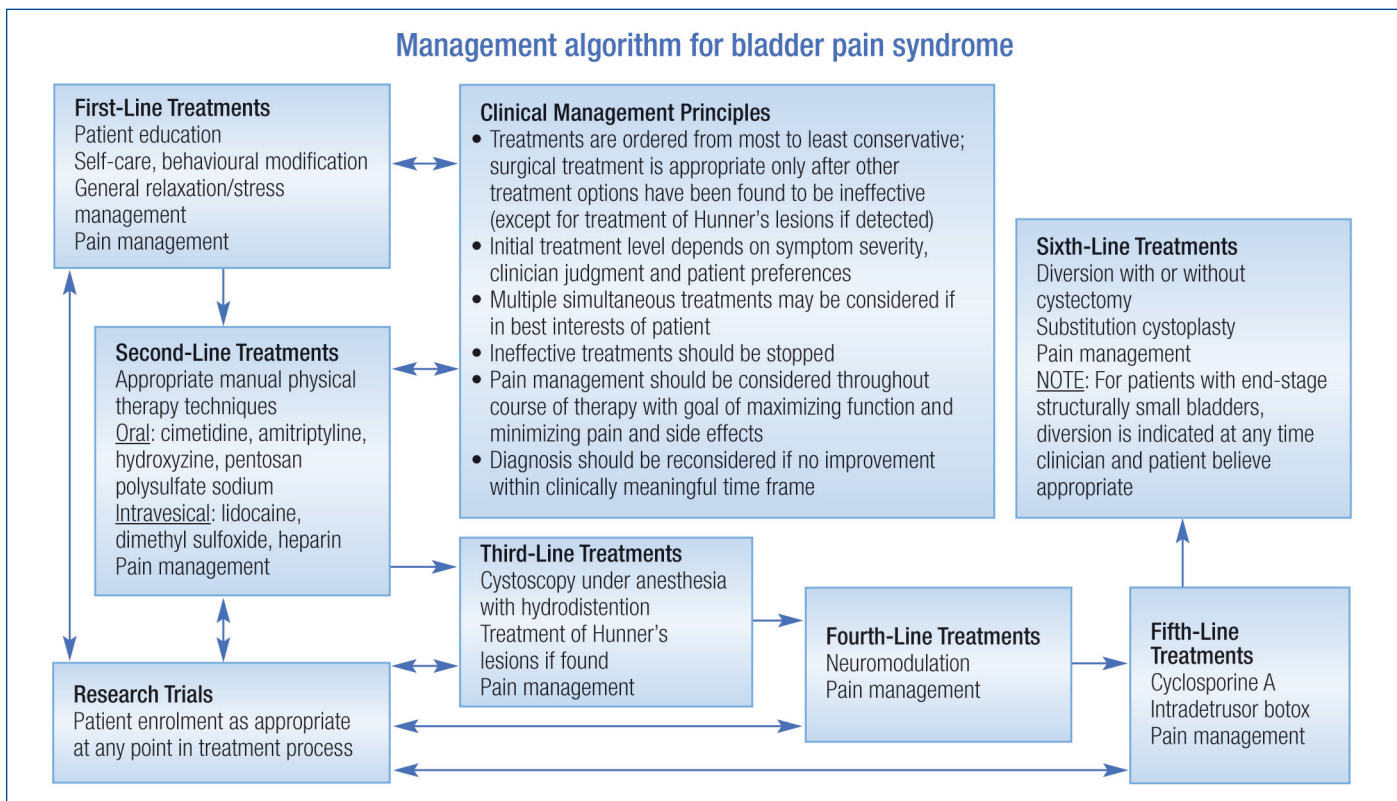 Management algorithm for bladder pain syndrome
First-Line Treatments
Patient education
Self-care, behavioural modification
General relaxation/stress
management
Pain management
Clinical Management Principles
• Treatments are ordered from most to least conservative;
surgical treatment is appropriate only after other
treatment options have been found to be ineffective
(except for treatment of Hunner's lesions if detected)
• Initial treatment level depends on symptom severity,
clinician judgment and patient preferences
• Multiple simultaneous treatments may be considered if
in best interests of patient
• Ineffective treatments should be stopped
• Pain management should be considered throughout
course of therapy with goal of maximizing function and
minimizing pain and side effects
• Diagnosis should be reconsidered if no improvement
within clinically meaningful time frame
Second-Line Treatments
Appropriate manual physical
therapy techniques
Oral: cimetidine, amitriptyline,
hydroxyzine, pentosan
polysulfate sodium
Intravesical: lidocaine,
dimethyl sulfoxide, heparin
Pain management
Third-Line Treatments
Cystoscopy under anesthesia
with hydrodistention
Treatment of Hunner's
lesions if found
Pain management
Fourth-Line Treatments
Neuromodulation
Pain management
Fifth-Line
Treatments
Cyclosporine A
Intradetrusor botox
Pain management
Sixth-Line Treatments
Diversion with or without
cystectomy
Substitution cystoplasty
Pain management
NOTE: For patients with end-stage
structurally small bladders,
diversion is indicated at any time
clinician and patient believe
appropriate
Research Trials
Patient enrolment as appropriate
at any point in treatment process